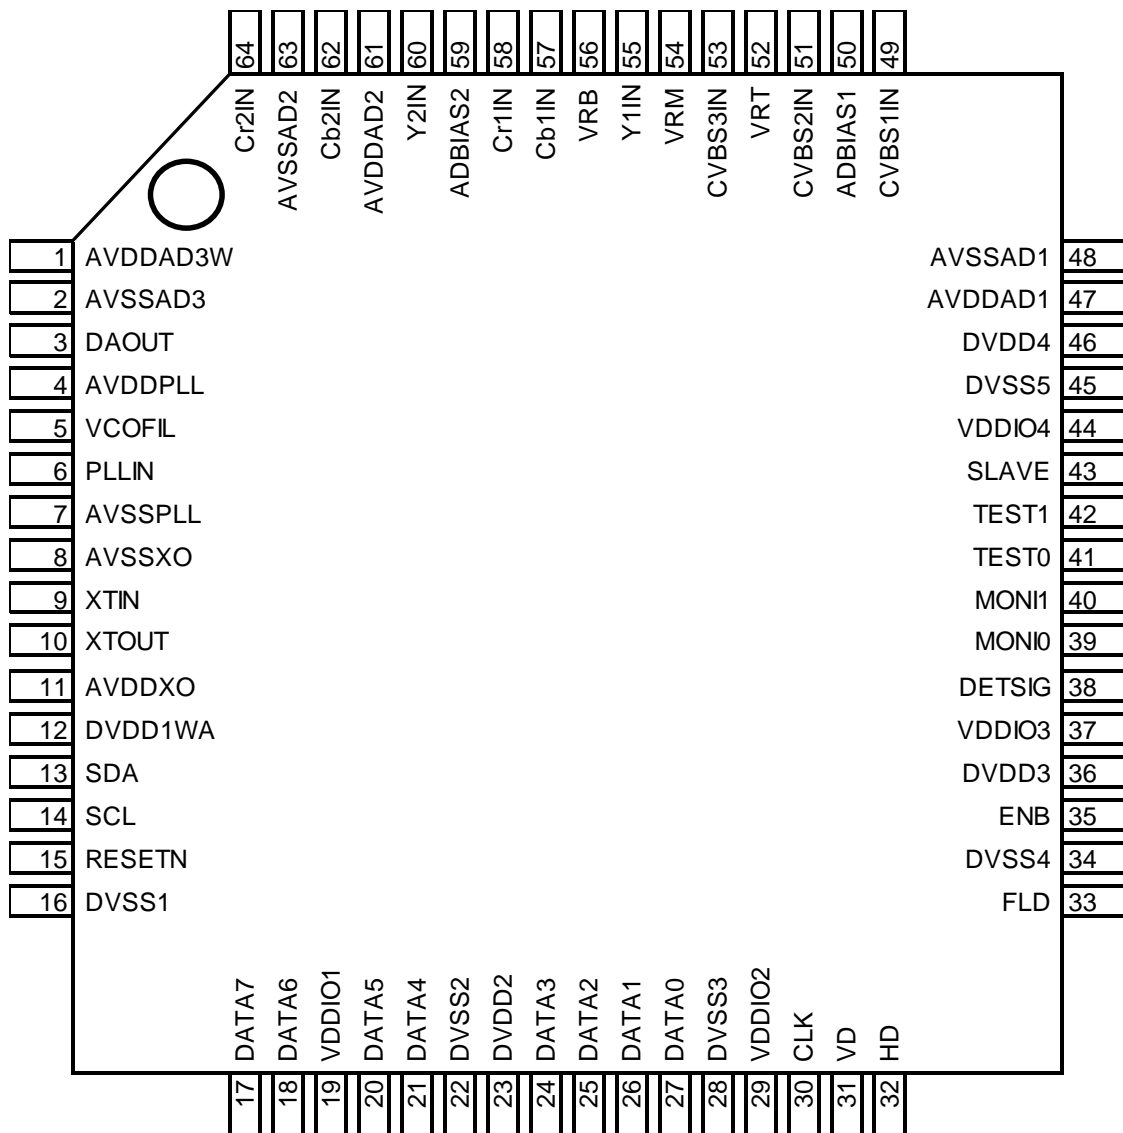 64 63 62 61 60 59 58 57 56 55 54 53 52 51 50 49
Cr2IN AVSSAD2 Cb2IN AVDDAD2 Y2IN ADBIAS2 Cr1IN Cb1IN VRB Y1IN VRM CVBS3IN VRT CVBS2IN ADBIAS1 CVBS1IN
1 AVDDAD3W AVSSAD1 48
2 AVSSAD3 AVDDAD1 47
3 DAOUT DVDD4 46
4 AVDDPLL DVSS5 45
5 VCOFIL VDDIO4 44
6 PLLIN SLAVE 43
7 AVSSPLL TEST1 42
8 AVSSXO TEST0 41
9 XTIN MONI1 40
10 XTOUT MONI0 39
11 AVDDXO DETSIG 38
12 DVDD1WA VDDIO3 37
13 SDA DVDD3 36
14 SCL ENB 35
15 RESETN DVSS4 34
16 DVSS1 FLD 33
DATA7 DATA6 VDDIO1 DATA5 DATA4 DVSS2 DVDD2 DATA3 DATA2 DATA1 DATA0 DVSS3 VDDIO2 CLK VD HD
17 18 19 20 21 22 23 24 25 26 27 28 29 30 31 32